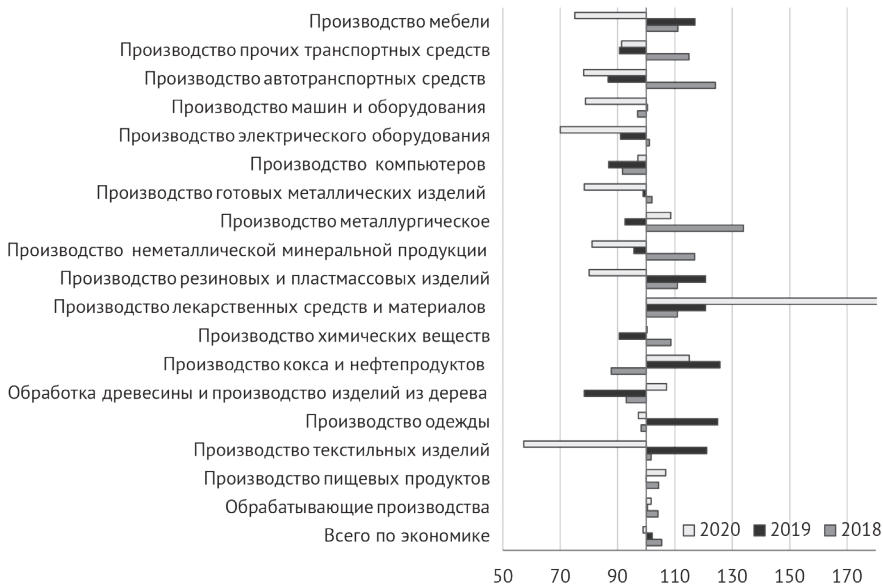 Производство мебели
Производство прочих транспортных средств
Производство автотранспортных средств
Производство машин и оборудования
Производство электрического оборудования
Производство компьютеров
Производство готовых металлических изделий
Производство металлургическое
Производство неметаллической минеральной продукции
Производство резиновых и пластмассовых изделий
Производство лекарственных средств и материалов
Производство химических веществ
Производство кокса и нефтепродуктов
Обработка древесины и производство изделий из дерева
Производство одежды
Производство текстильных изделий
Производство пищевых продуктов
Обрабатывающие производства
Всего по экономике
2020 2019 2018
50 70 90 110 130 150 170